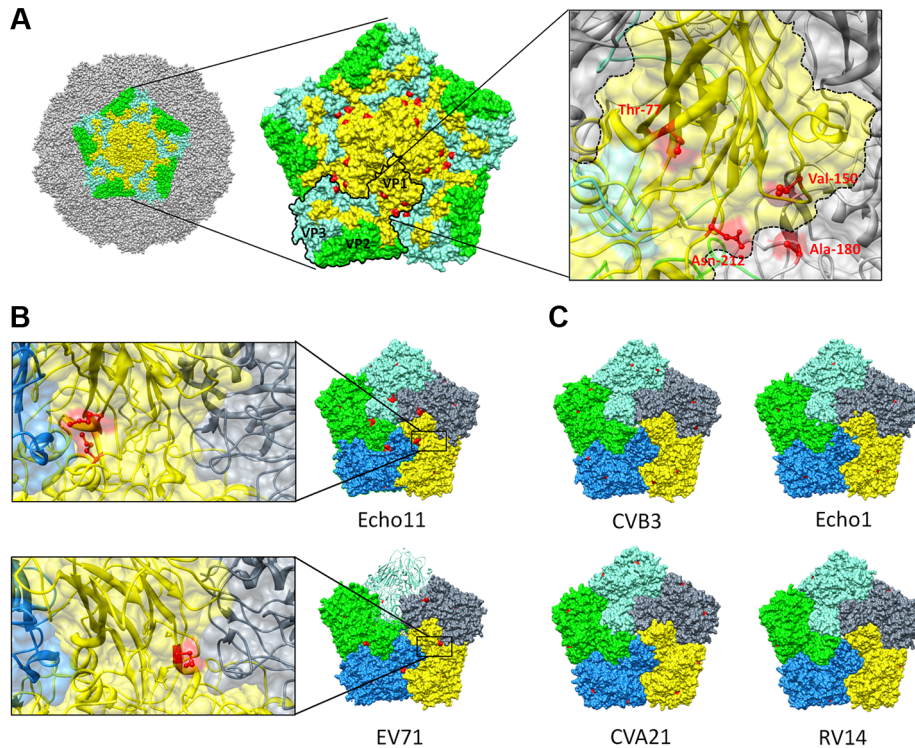 A
VP1
VP3
VP2
Thr-77
Val-150
Asn-212
Ala-180
B
C
Echo11
CVB3
Echo1
EV71
CVA21
RV14